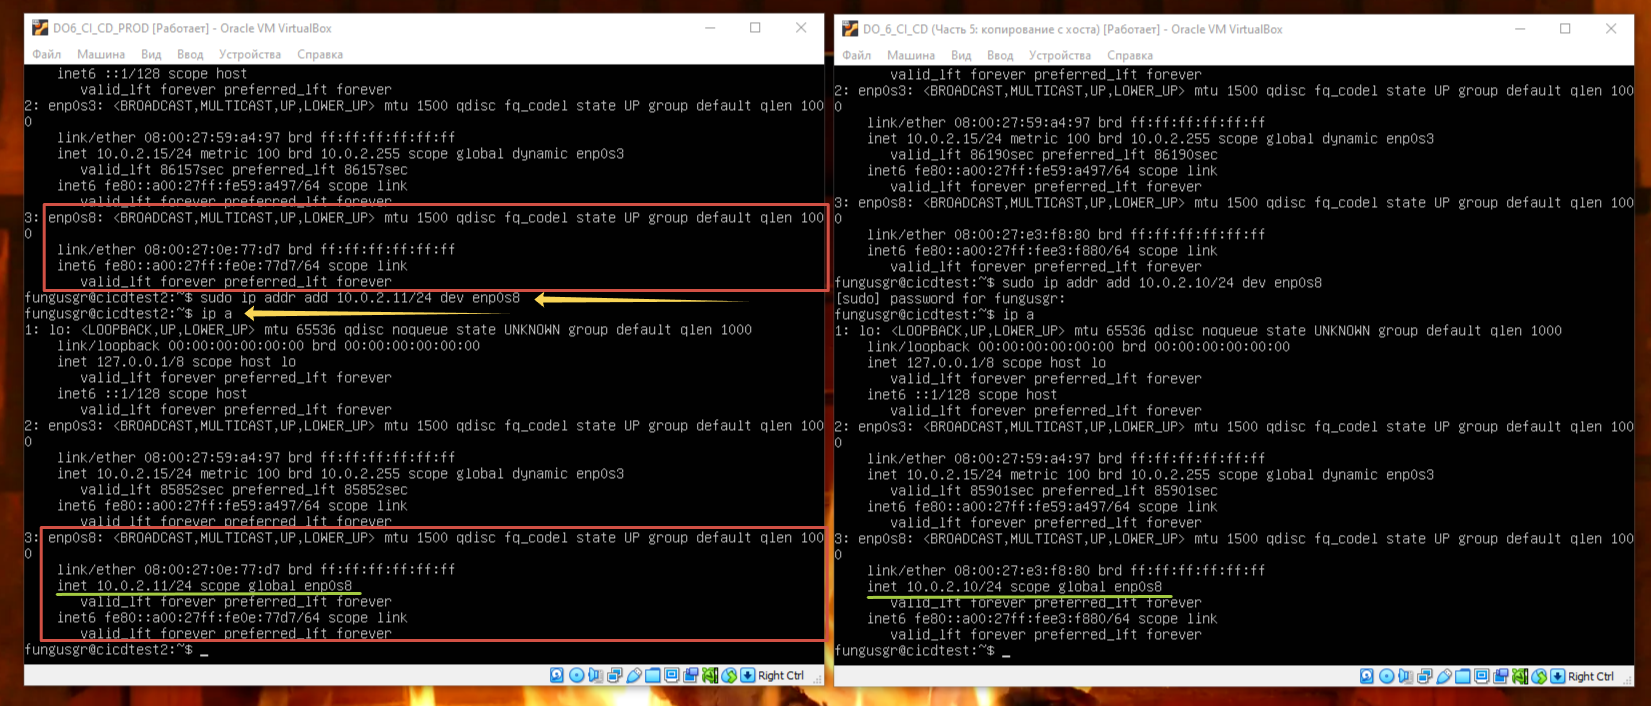 DO6_CI_CD_PROD [Работает] - Oracle VM VirtualBox
Файл Машина Вид Ввод Устройства Справка
inet6 ::1/128 scope host
valid_lft forever preferred_lft forever
2: enp0s3: <BROADCAST,MULTICAST,UP,LOWER_UP> mtu 1500 qdisc fq_codel state UP group default qlen 100
0
link/ether 08:00:27:59:a4:97 brd ff:ff:ff:ff:ff:ff
inet 10.0.2.15/24 metric 100 brd 10.0.2.255 scope global dynamic enp0s3
valid_lft 86157sec preferred_lft 86157sec
inet6 fe80::a00:27ff:fe59:a497/64 scope link
valid_lft forever preferred_lft forever
3: enp0s8: <BROADCAST,MULTICAST,UP,LOWER_UP> mtu 1500 qdisc fq_codel state UP group default qlen 100
0
link/ether 08:00:27:0e:77:d7 brd ff:ff:ff:ff:ff:ff
inet6 fe80::a00:27ff:fe0e:77d7/64 scope link
valid_lft forever preferred_lft forever
fungusgr@cicdtest2:~$ sudo ip addr add 10.0.2.11/24 dev enp0s8
fungusgr@cicdtest2:~$ ip a
1: lo: <LOOPBACK,UP,LOWER_UP> mtu 65536 qdisc noqueue state UNKNOWN group default qlen 1000
link/loopback 00:00:00:00:00:00 brd 00:00:00:00:00:00
inet 127.0.0.1/8 scope host lo
valid_lft forever preferred_lft forever
inet6 ::1/128 scope host
valid_lft forever preferred_lft forever
2: enp0s3: <BROADCAST,MULTICAST,UP,LOWER_UP> mtu 1500 qdisc fq_codel state UP group default qlen 100
0
link/ether 08:00:27:59:a4:97 brd ff:ff:ff:ff:ff:ff
inet 10.0.2.15/24 metric 100 brd 10.0.2.255 scope global dynamic enp0s3
valid_lft 85852sec preferred_lft 85852sec
inet6 fe80::a00:27ff:fe59:a497/64 scope link
valid_lft forever preferred_lft forever
3: enp0s8: <BROADCAST,MULTICAST,UP,LOWER_UP> mtu 1500 qdisc fq_codel state UP group default qlen 100
0
link/ether 08:00:27:0e:77:d7 brd ff:ff:ff:ff:ff:ff
inet 10.0.2.11/24 scope global enp0s8
valid_lft forever preferred_lft forever
inet6 fe80::a00:27ff:fe0e:77d7/64 scope link
valid_lft forever preferred_lft forever
fungusgr@cicdtest2:~$ _
Right Ctrl
DO_6_CI_CD (Часть 5: копирование с хоста) [Работает] - Oracle VM VirtualBox
Файл Машина Вид Ввод Устройства Справка
valid_lft forever preferred_lft forever
2: enp0s3: <BROADCAST,MULTICAST,UP,LOWER_UP> mtu 1500 qdisc fq_codel state UP group default qlen 100
0
link/ether 08:00:27:59:a4:97 brd ff:ff:ff:ff:ff:ff
inet 10.0.2.15/24 metric 100 brd 10.0.2.255 scope global dynamic enp0s3
valid_lft 86190sec preferred_lft 86190sec
inet6 fe80::a00:27ff:fe59:a497/64 scope link
valid_lft forever preferred_lft forever
3: enp0s8: <BROADCAST,MULTICAST,UP,LOWER_UP> mtu 1500 qdisc fq_codel state UP group default qlen 100
0
link/ether 08:00:27:e3:f8:80 brd ff:ff:ff:ff:ff:ff
inet6 fe80::a00:27ff:fee3:f880/64 scope link
valid_lft forever preferred_lft forever
fungusgr@cicdtest:~$ sudo ip addr add 10.0.2.10/24 dev enp0s8
[sudo] password for fungusgr:
fungusgr@cicdtest:~$ ip a
1: lo: <LOOPBACK,UP,LOWER_UP> mtu 65536 qdisc noqueue state UNKNOWN group default qlen 1000
link/loopback 00:00:00:00:00:00 brd 00:00:00:00:00:00
inet 127.0.0.1/8 scope host lo
valid_lft forever preferred_lft forever
inet6 ::1/128 scope host
valid_lft forever preferred_lft forever
2: enp0s3: <BROADCAST,MULTICAST,UP,LOWER_UP> mtu 1500 qdisc fq_codel state UP group default qlen 100
0
link/ether 08:00:27:59:a4:97 brd ff:ff:ff:ff:ff:ff
inet 10.0.2.15/24 metric 100 brd 10.0.2.255 scope global dynamic enp0s3
valid_lft 85901sec preferred_lft 85901sec
inet6 fe80::a00:27ff:fe59:a497/64 scope link
valid_lft forever preferred_lft forever
3: enp0s8: <BROADCAST,MULTICAST,UP,LOWER_UP> mtu 1500 qdisc fq_codel state UP group default qlen 100
0
link/ether 08:00:27:e3:f8:80 brd ff:ff:ff:ff:ff:ff
inet 10.0.2.10/24 scope global enp0s8
valid_lft forever preferred_lft forever
inet6 fe80::a00:27ff:fee3:f880/64 scope link
valid_lft forever preferred_lft forever
fungusgr@cicdtest:~$ _
Right Ctrl